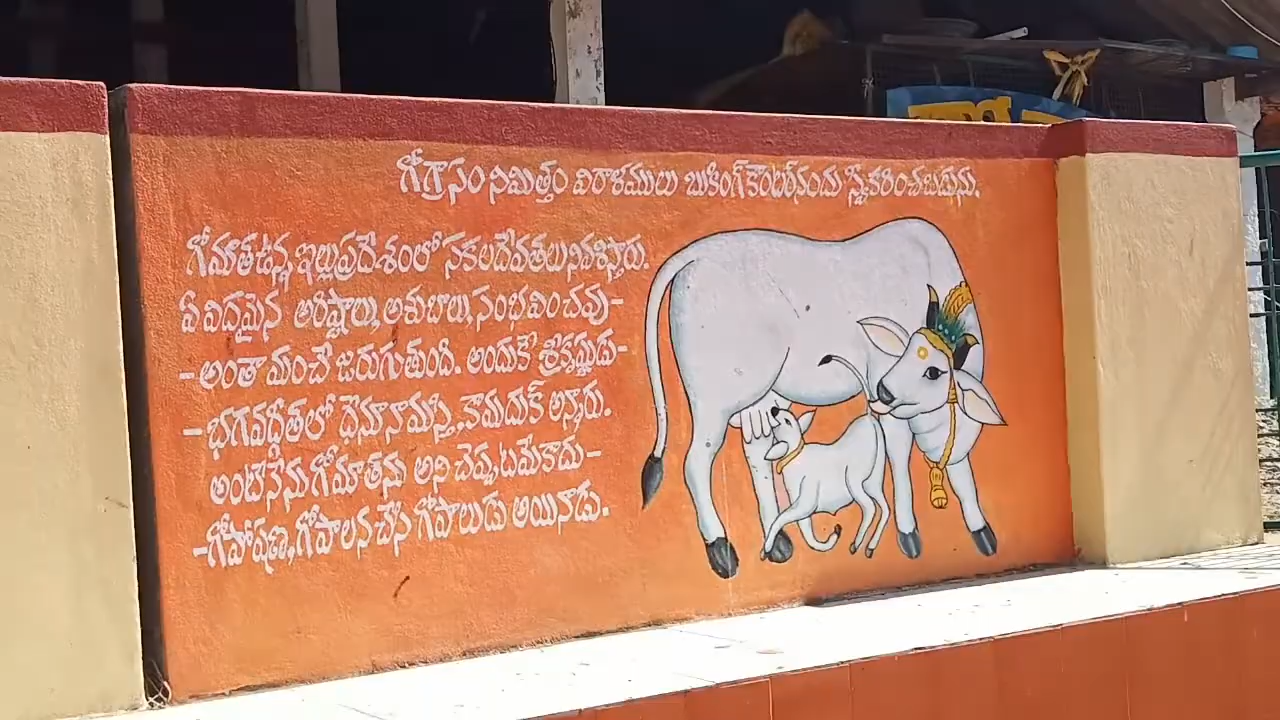 గోగ్రాసం నిమిత్తం విరాళములు బుకింగ్ కౌంటర్ నందు స్వీకరించబడును.
గోమాత ఉన్న ఇల్లు ప్రదేశంలో సకల దేవతలు నివశిస్తారు.
ఏ విధమైన అరిష్టాలు, అశుబాలు, సంభవించవు-
-అంతా మంచే జరుగుతుంది. అందుకే శ్రీకృష్ణుడు-
-భగవద్గీతలో ధేనూనామస్మి, కామధుక్ అన్నారు.
అంటే నేను గోమాతను అని చెప్పుటమేకాదు-
-గోపోషణ, గోపాలన చేసి గోపాలుడు అయినాడు.